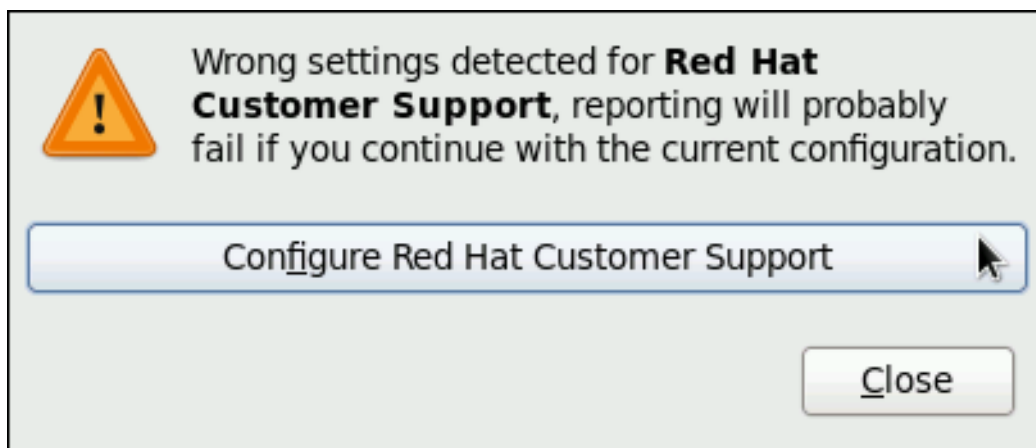 Wrong settings detected for Red Hat
Customer Support, reporting will probably
fail if you continue with the current configuration.
Configure Red Hat Customer Support
Close